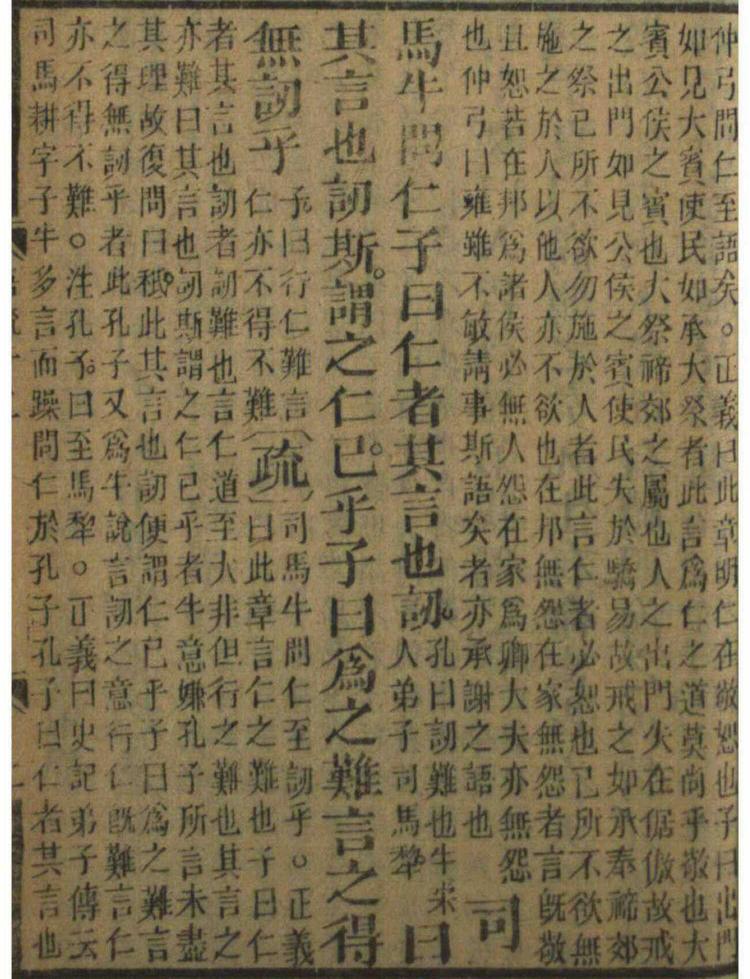 仲弓問仁至語矣○正義曰此章明仁在敬恕也子曰出門
如見大賓使民如承大祭者此言爲仁之道莫尚乎敬也大
賓公侯之賓也大祭禘郊之屬也人之出門失在倨傲故戒
之出門如見公侯之賓使民失於驕易故戒之如承奉禘郊
之祭已所不欲勿施於人者此言仁者必恕也已所不欲無
施之於人以他人亦不欲也在邦無怨在家無怨者言旣敬
且恕若在邦爲諸侯必無人怨在家爲卿大夫亦無怨
也仲弓曰雍雖不敏請事斯語矣者亦承謝之語也
司
馬牛問仁子曰仁者其言也訒
孔曰訒難也牛宋
人弟子司馬犂
曰
其言也訒斯謂之仁已乎子曰爲之難言之得
無訒乎
子曰行仁難言
仁亦不得不難
疏
司馬牛問仁至訒乎○正義
曰此章言仁之難也子曰仁
者其言也訒者訒難也言仁道至大非但行之難也其言之
亦難曰其言也訒斯謂之仁已乎者牛意嫌孔子所言未盡
其理故復問曰秪此其言也訒便謂仁已乎子曰爲之難言
之得無訒乎者此孔子又爲牛說言訒之意行仁旣難言仁
亦不得不難○注孔子曰至馬犂○正義曰史記弟子傳云
司馬耕字子牛多言而躁問仁於孔子孔子曰仁者其言也